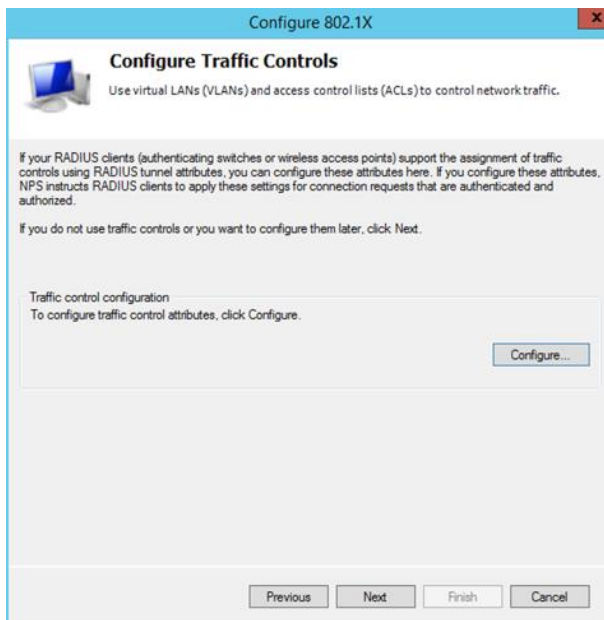 Configure 802.1X
x
Configure Traffic Controls
Use virtual LANs (VLANs) and access control lists (ACLs) to control network traffic.
If your RADIUS clients (authenticating switches or wireless access points) support the assignment of traffic
controls using RADIUS tunnel attributes, you can configure these attributes here. If you configure these attributes,
NPS instructs RADIUS clients to apply these settings for connection requests that are authenticated and
authorized.
If you do not use traffic controls or you want to configure them later, click Next.
Traffic control configuration
To configure traffic control attributes, click Configure.
Configure...
Previous Next Finish Cancel